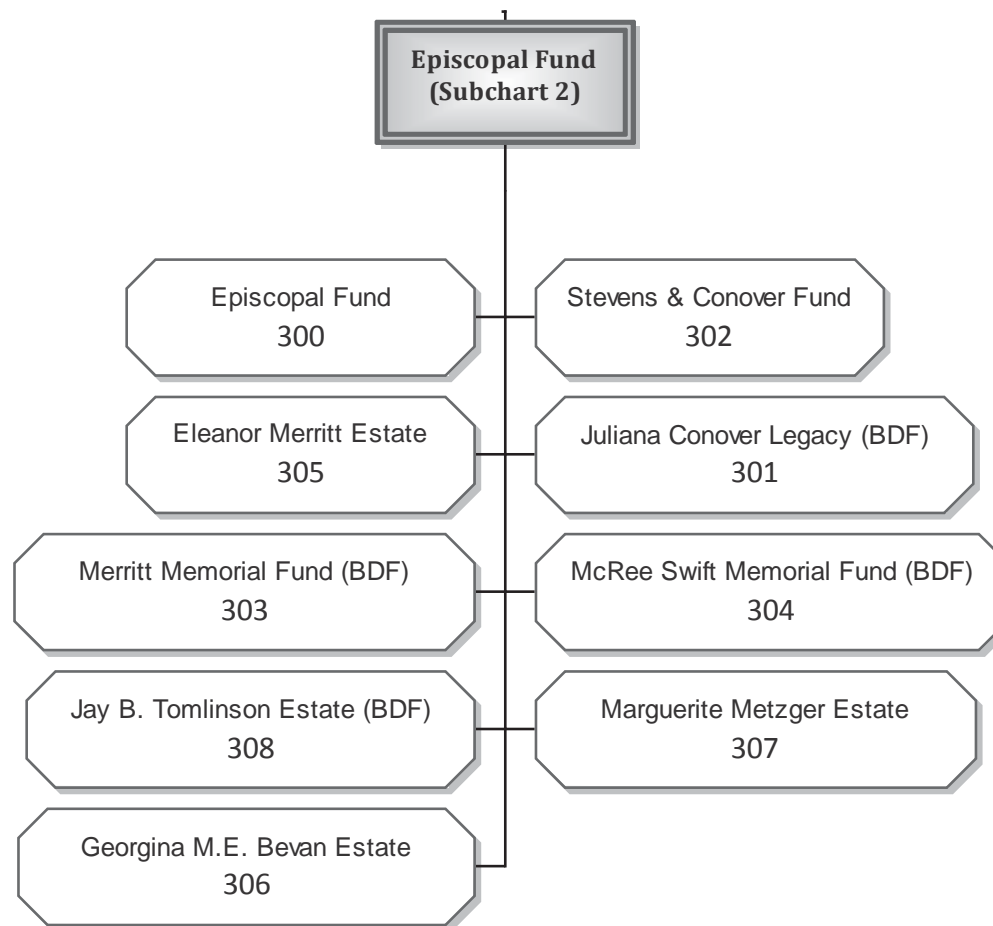 Episcopal Fund
(Subchart 2)
Episcopal Fund
300
Stevens & Conover Fund
302
Eleanor Merritt Estate
305
Juliana Conover Legacy (BDF)
301
Merritt Memorial Fund (BDF)
303
McRee Swift Memorial Fund (BDF)
304
Jay B. Tomlinson Estate (BDF)
308
Marguerite Metzger Estate
307
Georgina M.E. Bevan Estate
306